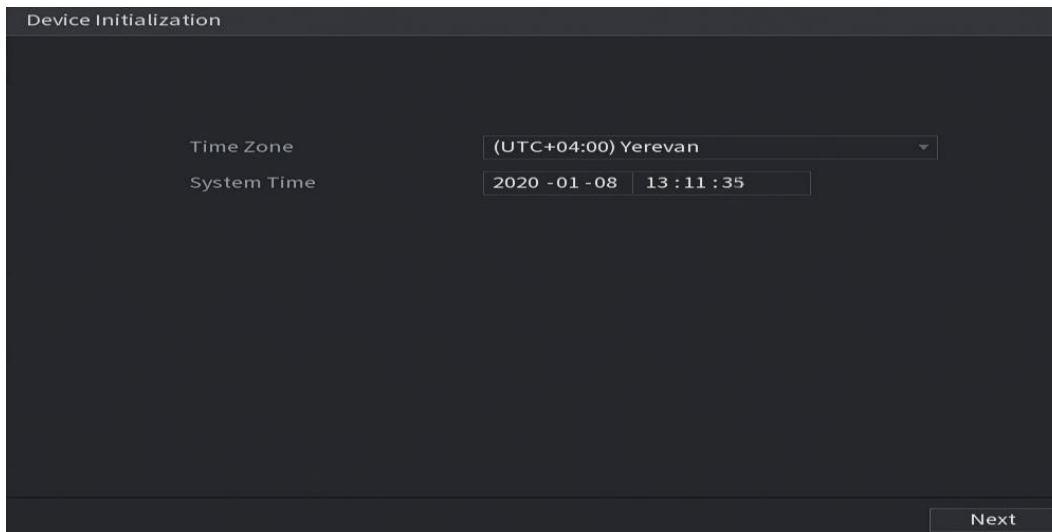 Device Initialization
Time Zone (UTC+04:00) Yerevan
System Time 2020 -01 -08 13 : 11 : 35
Next